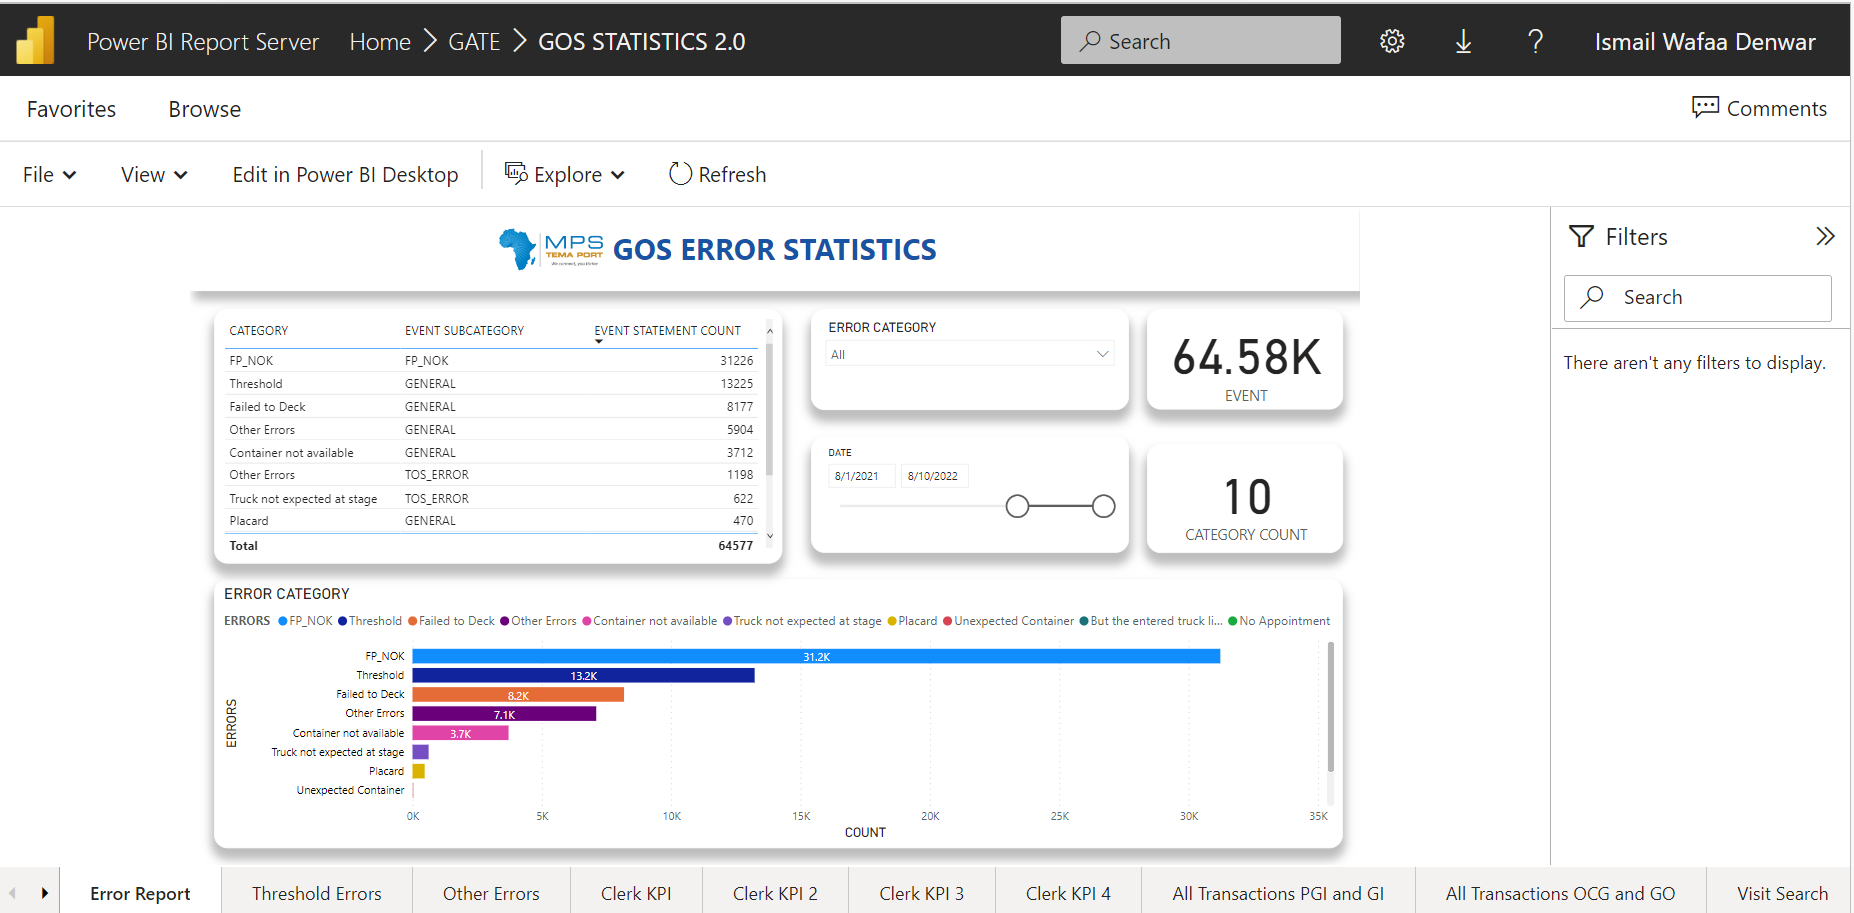 Power BI Report Server Home > GATE > GOS STATISTICS 2.0
Search
? Ismail Wafaa Denwar
Favorites Browse
Comments
File View Edit in Power BI Desktop Explore Refresh
MPS
TEMA PORT
We connect, you thrive
GOS ERROR STATISTICS
CATEGORY EVENT SUBCATEGORY EVENT STATEMENT COUNT
FP_NOK FP_NOK 31226
Threshold GENERAL 13225
Failed to Deck GENERAL 8177
Other Errors GENERAL 5904
Container not available GENERAL 3712
Other Errors TOS_ERROR 1198
Truck not expected at stage TOS_ERROR 622
Placard GENERAL 470
Total 64577
ERROR CATEGORY
All
DATE
8/1/2021 8/10/2022
64.58K
EVENT
10
CATEGORY COUNT
Filters
Search
There aren't any filters to display.
ERROR CATEGORY
ERRORS FP_NOK Threshold Failed to Deck Other Errors Container not available Truck not expected at stage Placard Unexpected Container But the entered truck li... No Appointment
ERRORS
FP_NOK 31.2K
Threshold 13.2K
Failed to Deck 8.2K
Other Errors 7.1K
Container not available 3.7K
Truck not expected at stage
Placard
Unexpected Container
0K 5K 10K 15K 20K 25K 30K 35K
COUNT
Error Report Threshold Errors Other Errors Clerk KPI Clerk KPI 2 Clerk KPI 3 Clerk KPI 4 All Transactions PGI and GI All Transactions OCG and GO Visit Search